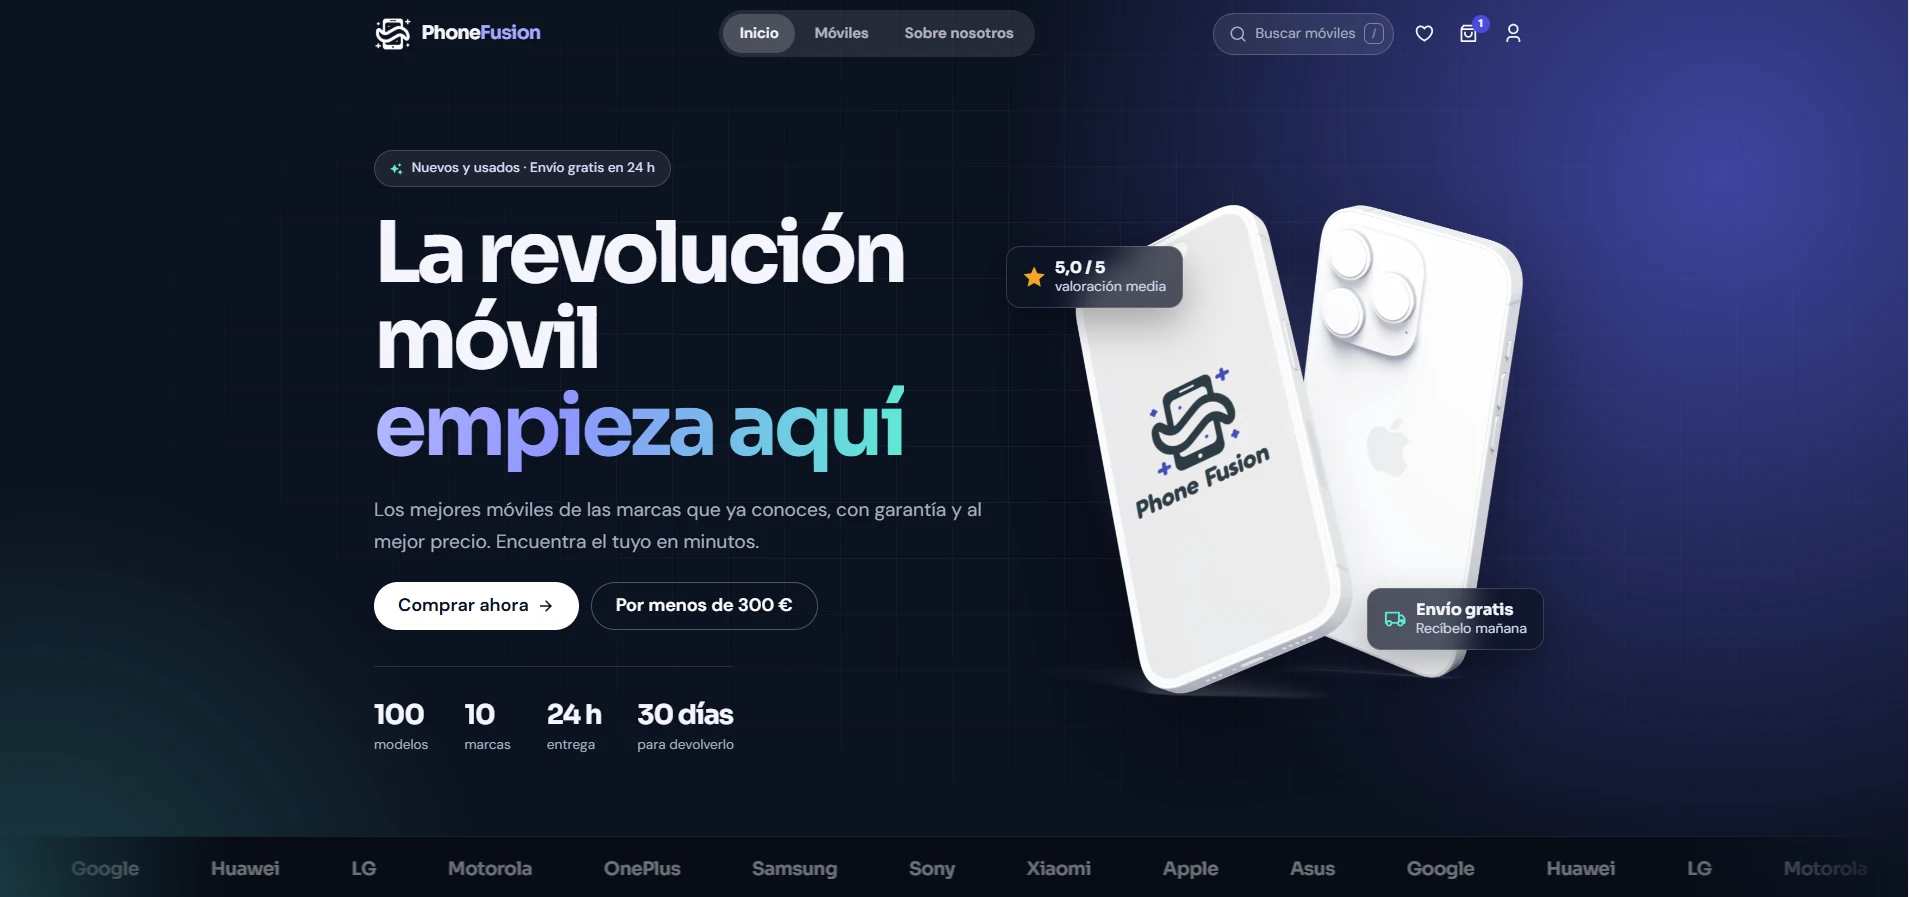 PhoneFusion
Inicio
Móviles
Sobre nosotros
Buscar móviles
/
1
Nuevos y usados · Envío gratis en 24 h
La revolución
móvil
empieza aquí
Los mejores móviles de las marcas que ya conoces, con garantía y al
mejor precio. Encuentra el tuyo en minutos.
Comprar ahora →
Por menos de 300 €
100
modelos
10
marcas
24 h
entrega
30 días
para devolverlo
5,0 / 5
valoración media
Phone Fusion
Envío gratis
Recíbelo mañana
Google Huawei LG Motorola OnePlus Samsung Sony Xiaomi Apple Asus Google Huawei LG Motorola